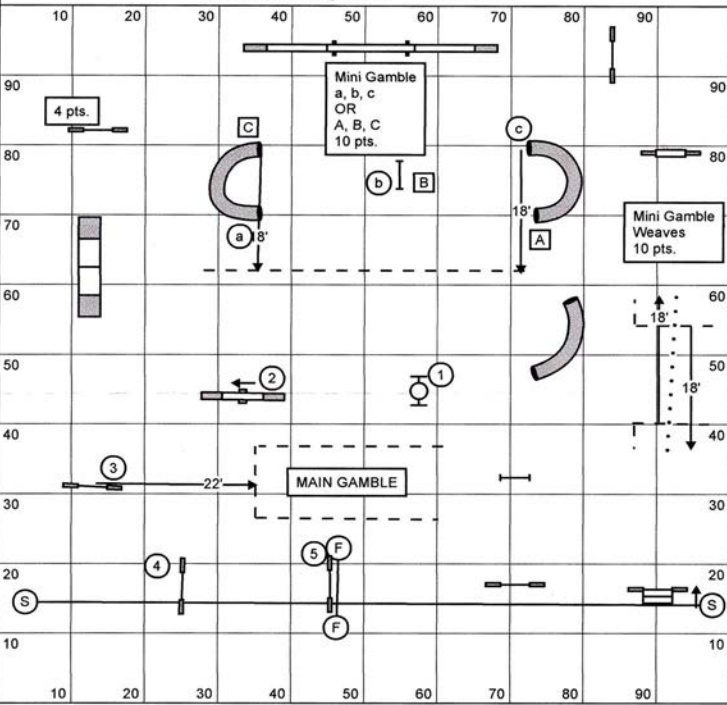 10 20 30 40 50 60 70 80 90
90 90
Mini Gamble
a, b, c
OR
A, B, C
10 pts.
4 pts.
C
c
80 80
b B
70 18' 70
a 8' A
Mini Gamble
Weaves
10 pts.
60 60
18'
50 50
1
2
18'
40 40
3
22' MAIN GAMBLE
30 30
20 20
4 5 F
S S
F
10 10
10 20 30 40 50 60 70 80 90